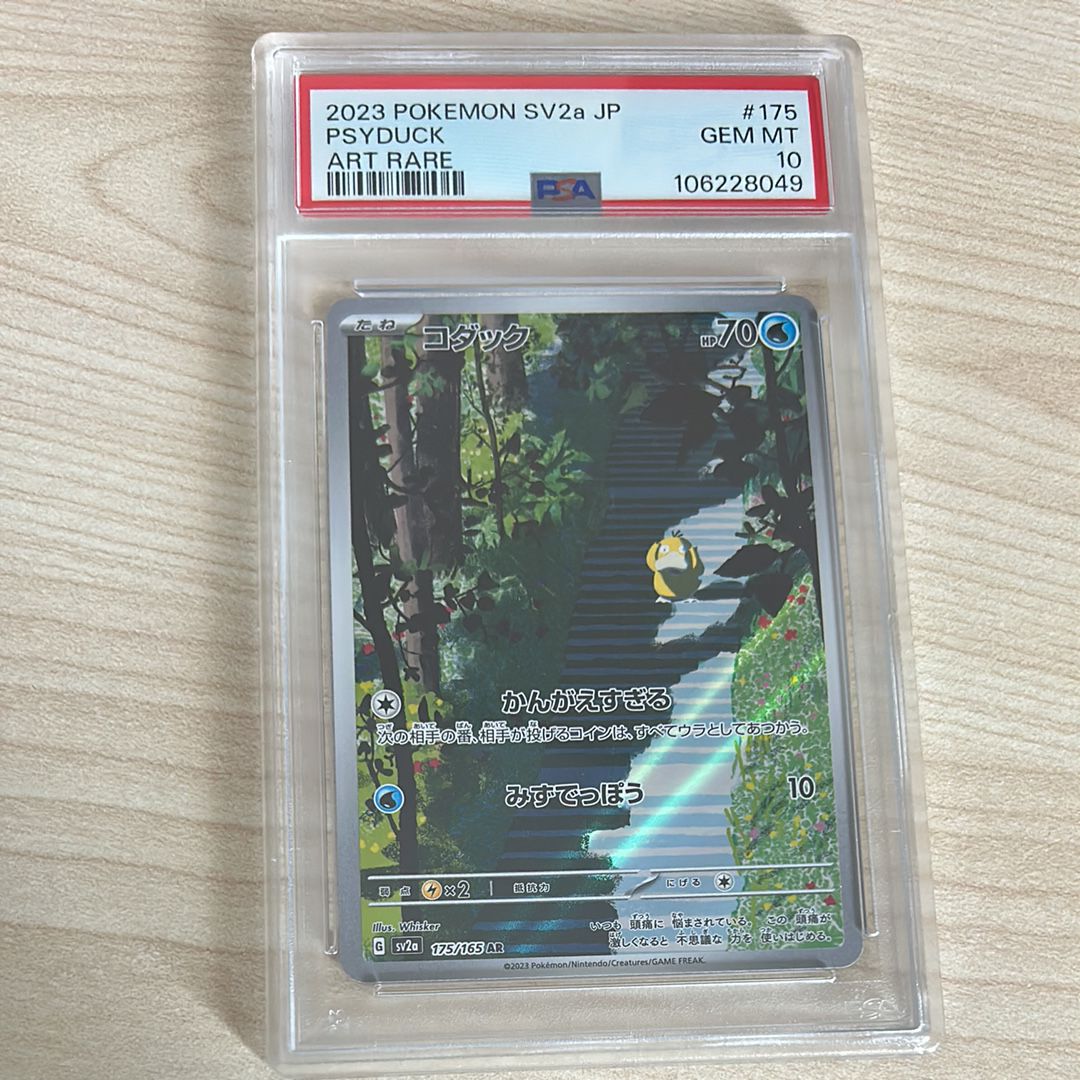 2023 POKEMON SV2a JP #175
PSYDUCK GEM MT
ART RARE 10
PSA 106228049
たね コダック HP70
かんがえすぎる
次の相手の番、相手が投げるコインは、すべてウラとしてあつかう。
みずでっぽう 10
弱点 ×2 抵抗力 にげる
Illus. Whisker
いつも 頭痛に 悩まされている。 この 頭痛が
激しくなると 不思議な 力を 使いはじめる。
G sv2a 175/165 AR
©2023 Pokémon/Nintendo/Creatures/GAME FREAK.